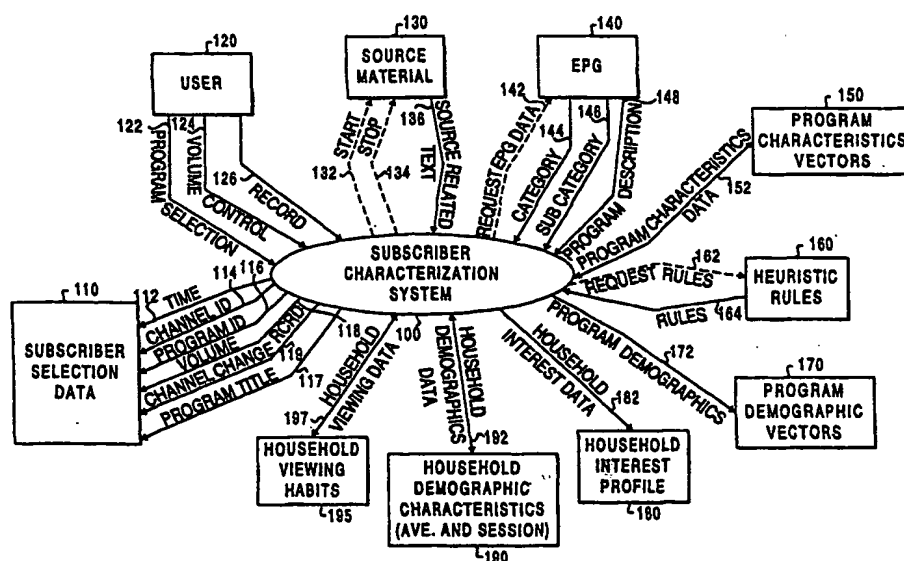 120
USER
122
PROGRAM
SELECTION
124
VOLUME
CONTROL
126
RECORD
130
SOURCE
MATERIAL
START
STOP
132
134
136
SOURCE RELATED
TEXT
140
EPG
142
REQUEST EPG DATA
144
CATEGORY
146
SUB CATEGORY
148
PROGRAM DESCRIPTION
150
PROGRAM
CHARACTERISTICS
VECTORS
PROGRAM CHARACTERISTICS
DATA
152
SUBSCRIBER
CHARACTERIZATION
SYSTEM
100
160
HEURISTIC
RULES
162
REQUEST RULES
RULES
164
110
SUBSCRIBER
SELECTION
DATA
112
TIME
114
CHANNEL ID
116
PROGRAM ID
VOLUME
RCRDI
118
CHANNEL CHANGE
119
PROGRAM TITLE
117
PROGRAM DEMOGRAPHICS
172
170
PROGRAM
DEMOGRAPHIC
VECTORS
197
HOUSEHOLD
VIEWING DATA
HOUSEHOLD
VIEWING
HABITS
195
HOUSEHOLD
DEMOGRAPHICS
DATA
192
HOUSEHOLD
DEMOGRAPHIC
CHARACTERISTICS
(AVE. AND SESSION)
190
HOUSEHOLD
INTEREST DATA
182
HOUSEHOLD
INTEREST
PROFILE
180